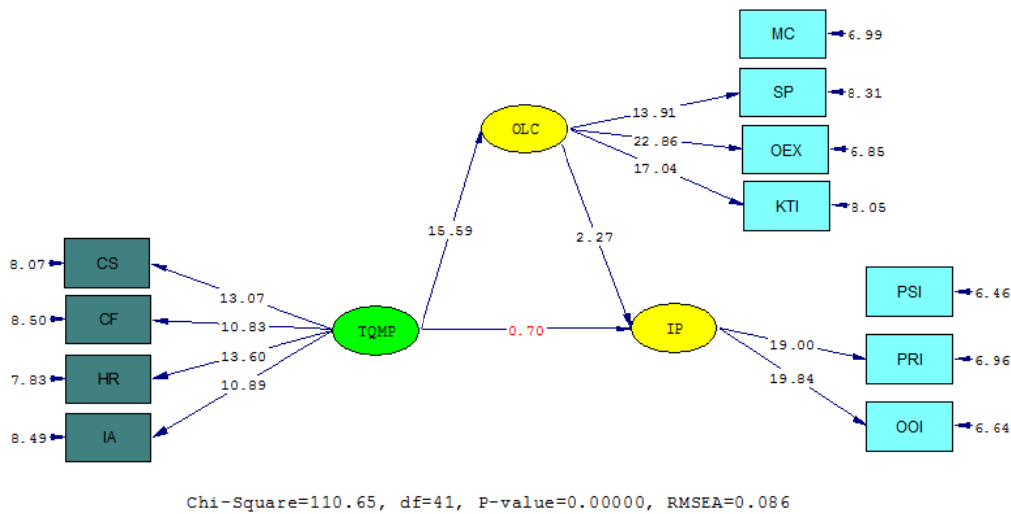 MC
6.99
SP
8.31
13.91
OLC
22.86
OEX
6.85
17.04
KTI
8.05
15.59
2.27
8.07
CS
13.07
PSI
6.46
8.50
CF
10.83
TQMP
0.70
IP
19.00
PRI
6.96
7.83
HR
13.60
10.89
19.84
8.49
IA
OOI
6.64
Chi-Square=110.65, df=41, P-value=0.00000, RMSEA=0.086